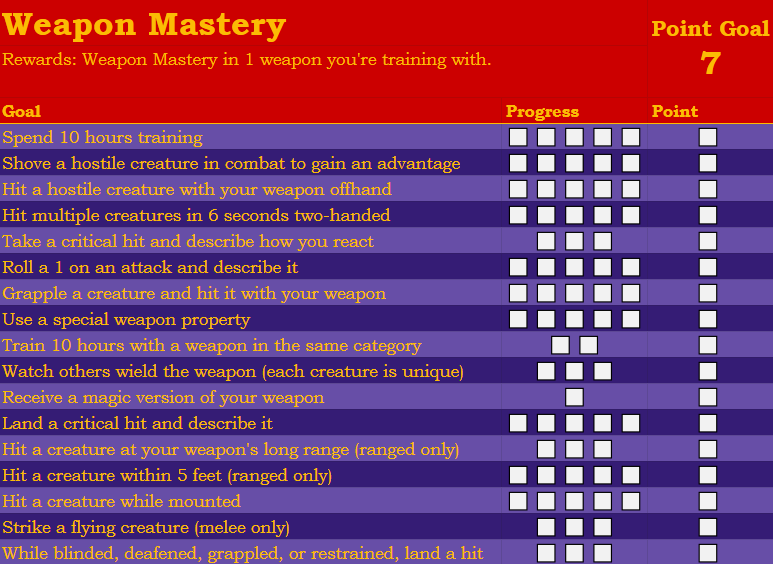 Weapon Mastery
Point Goal
Rewards: Weapon Mastery in 1 weapon you're training with.
7
Goal Progress Point
Spend 10 hours training
Shove a hostile creature in combat to gain an advantage
Hit a hostile creature with your weapon offhand
Hit multiple creatures in 6 seconds two-handed
Take a critical hit and describe how you react
Roll a 1 on an attack and describe it
Grapple a creature and hit it with your weapon
Use a special weapon property
Train 10 hours with a weapon in the same category
Watch others wield the weapon (each creature is unique)
Receive a magic version of your weapon
Land a critical hit and describe it
Hit a creature at your weapon's long range (ranged only)
Hit a creature within 5 feet (ranged only)
Hit a creature while mounted
Strike a flying creature (melee only)
While blinded, deafened, grappled, or restrained, land a hit